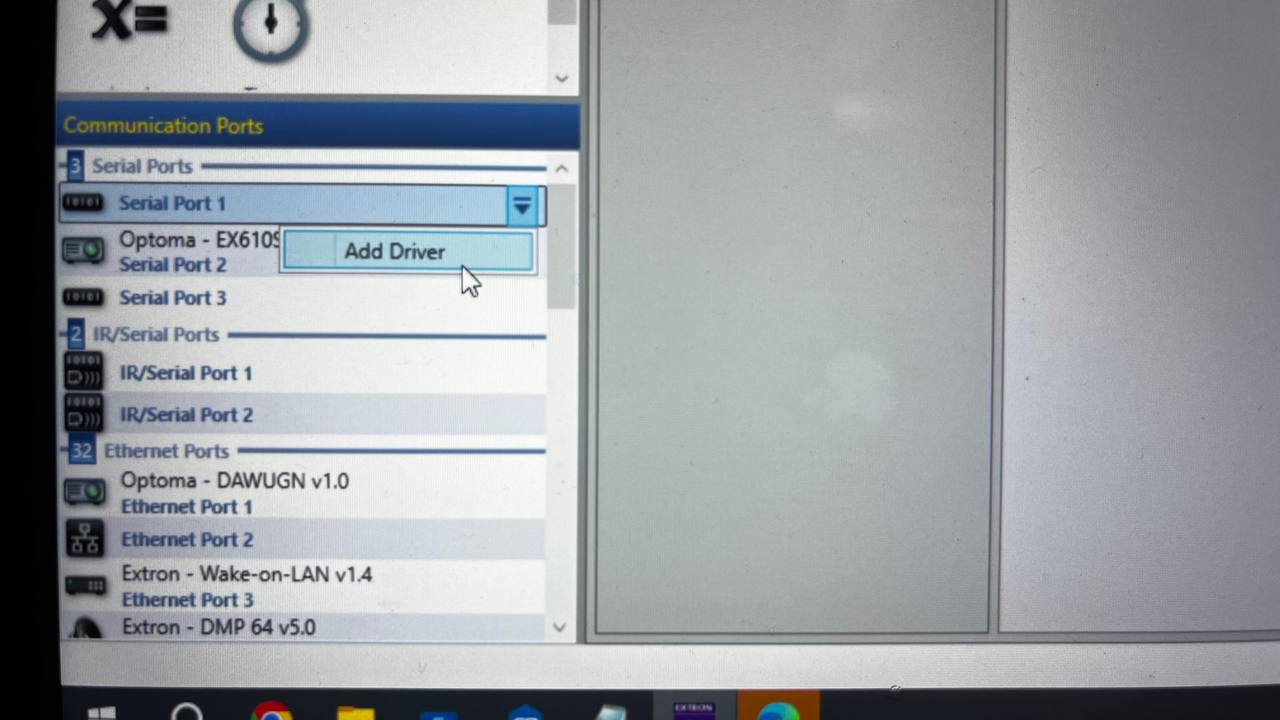 X=
Communication Ports
3 Serial Ports
Serial Port 1
Optoma - EX610S
Add Driver
Serial Port 2
Serial Port 3
2 IR/Serial Ports
IR/Serial Port 1
IR/Serial Port 2
32 Ethernet Ports
Optoma - DAWUGN v1.0
Ethernet Port 1
Ethernet Port 2
Extron - Wake-on-LAN v1.4
Ethernet Port 3
Extron - DMP 64 v5.0
EXTRON